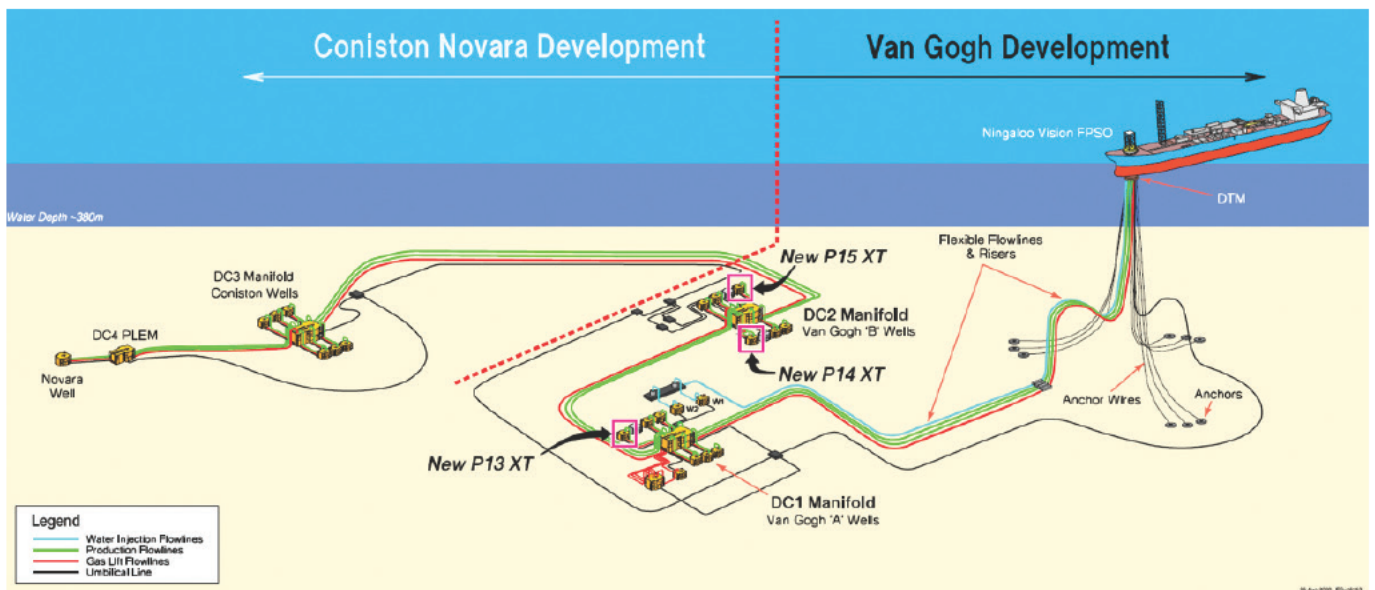 Coniston Novara Development
Van Gogh Development
Ningaloo Vision FPSO
DTM
Water Depth ~380m
Flexible Flowlines
& Risers
New P15 XT
DC3 Manifold
Coniston Wells
DC2 Manifold
Van Gogh 'B' Wells
DC4 PLEM
Novara
Well
New P14 XT
Anchor Wires
Anchors
W2
W1
New P13 XT
DC1 Manifold
Van Gogh 'A' Wells
Legend
Water Injection Flowlines
Production Flowlines
Gas Lift Flowlines
Umbilical Line